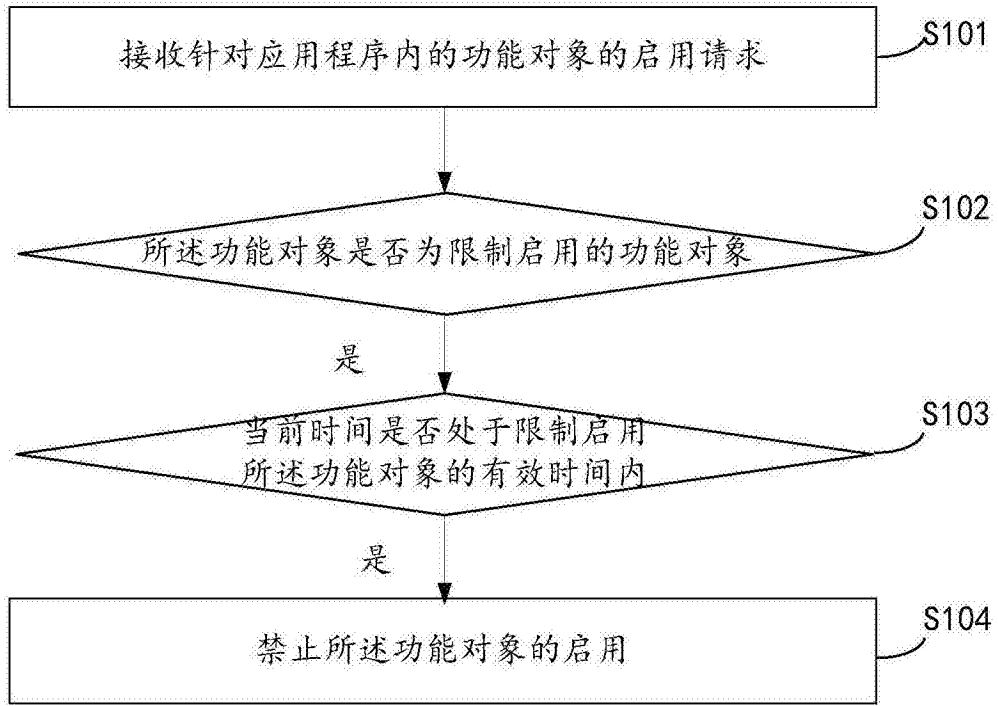 接收针对应用程序内的功能对象的启用请求
S101
所述功能对象是否为限制启用的功能对象
S102
是
当前时间是否处于限制启用
所述功能对象的有效时间内
S103
是
禁止所述功能对象的启用
S104